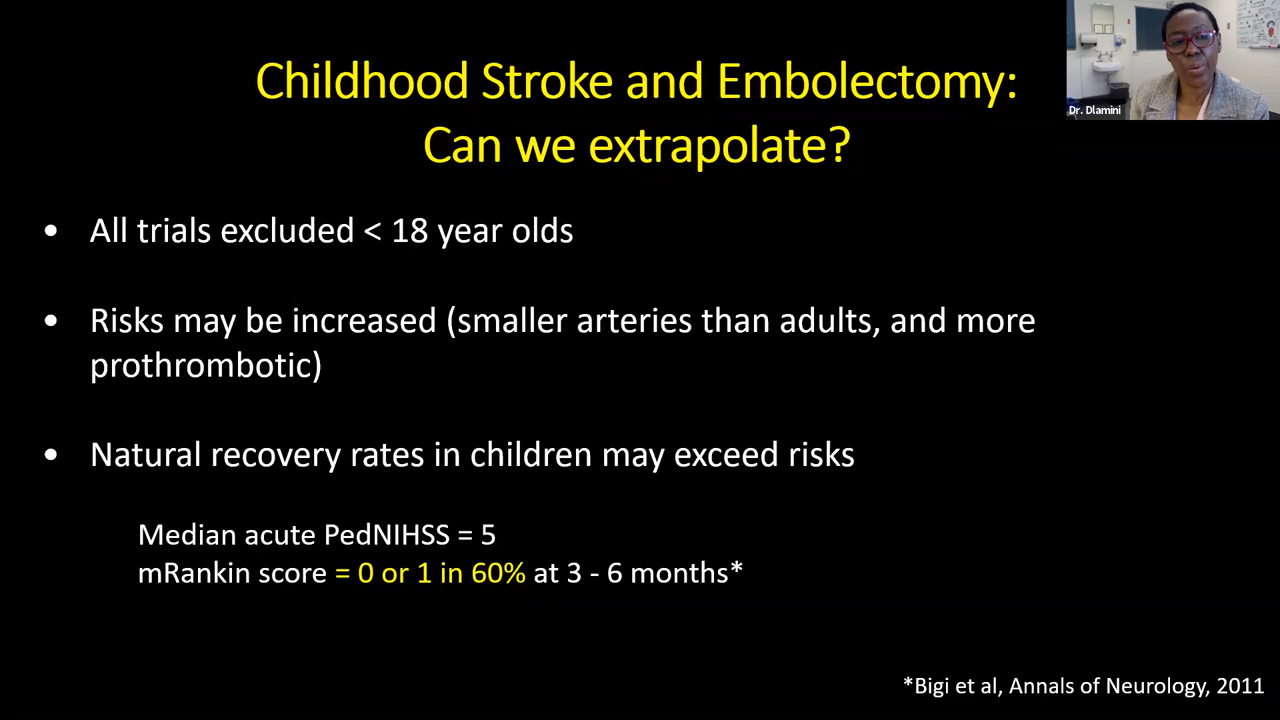 Childhood Stroke and Embolectomy:
Can we extrapolate?
Dr. Dlamini
• All trials excluded < 18 year olds
• Risks may be increased (smaller arteries than adults, and more
prothrombotic)
• Natural recovery rates in children may exceed risks
Median acute PedNIHSS = 5
mRankin score = 0 or 1 in 60% at 3 - 6 months*
*Bigi et al, Annals of Neurology, 2011